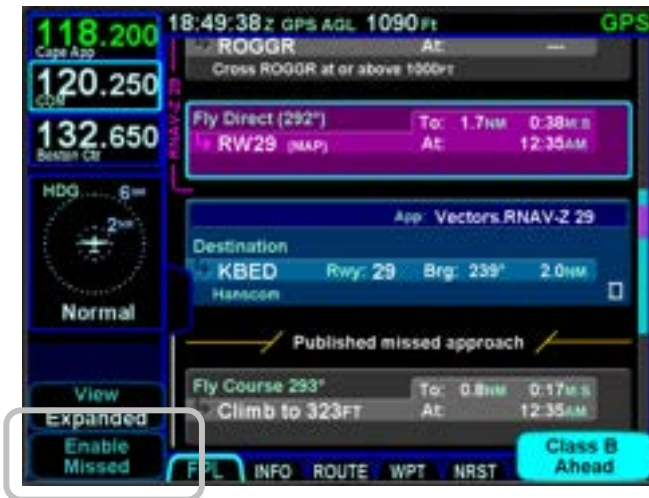 118.200
Cape App
120.250
COM
132.650
Boston Ctr
18:49:38Z GPS AGL 1090FT
GPS
ROGGR At: ---
Cross ROGGR at or above 1000FT
RNAV-Z 29
Fly Direct (292°) To: 1.7NM 0:38M:S
RW29 (MAP) At: 12:35AM
App: Vectors.RNAV-Z 29
Destination
KBED Rwy: 29 Brg: 239° 2.0NM
Hanscom
Published missed approach
Fly Course 293° To: 0.8NM 0:17M:S
Climb to 323FT At: 12:35AM
HDG 6NM
2NM
Normal
View
Expanded
Enable
Missed
FPL INFO ROUTE WPT NRST
Class B
Ahead